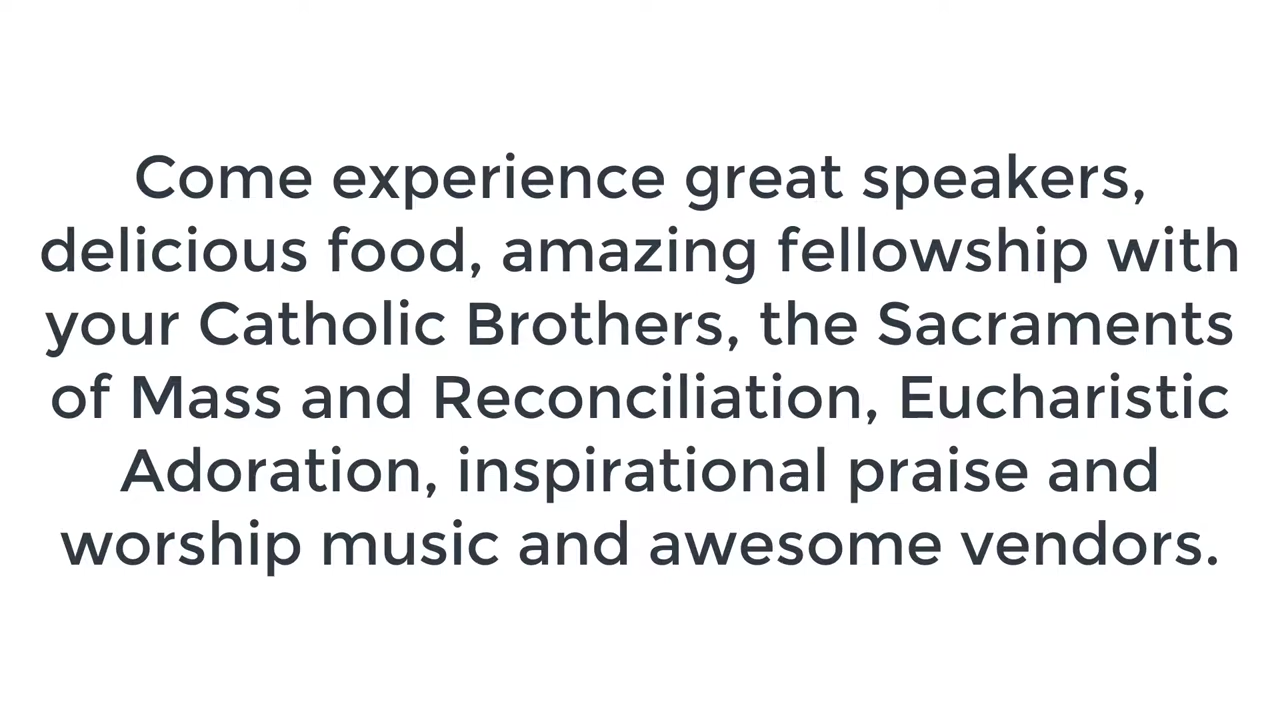 Come experience great speakers,
delicious food, amazing fellowship with
your Catholic Brothers, the Sacraments
of Mass and Reconciliation, Eucharistic
Adoration, inspirational praise and
worship music and awesome vendors.